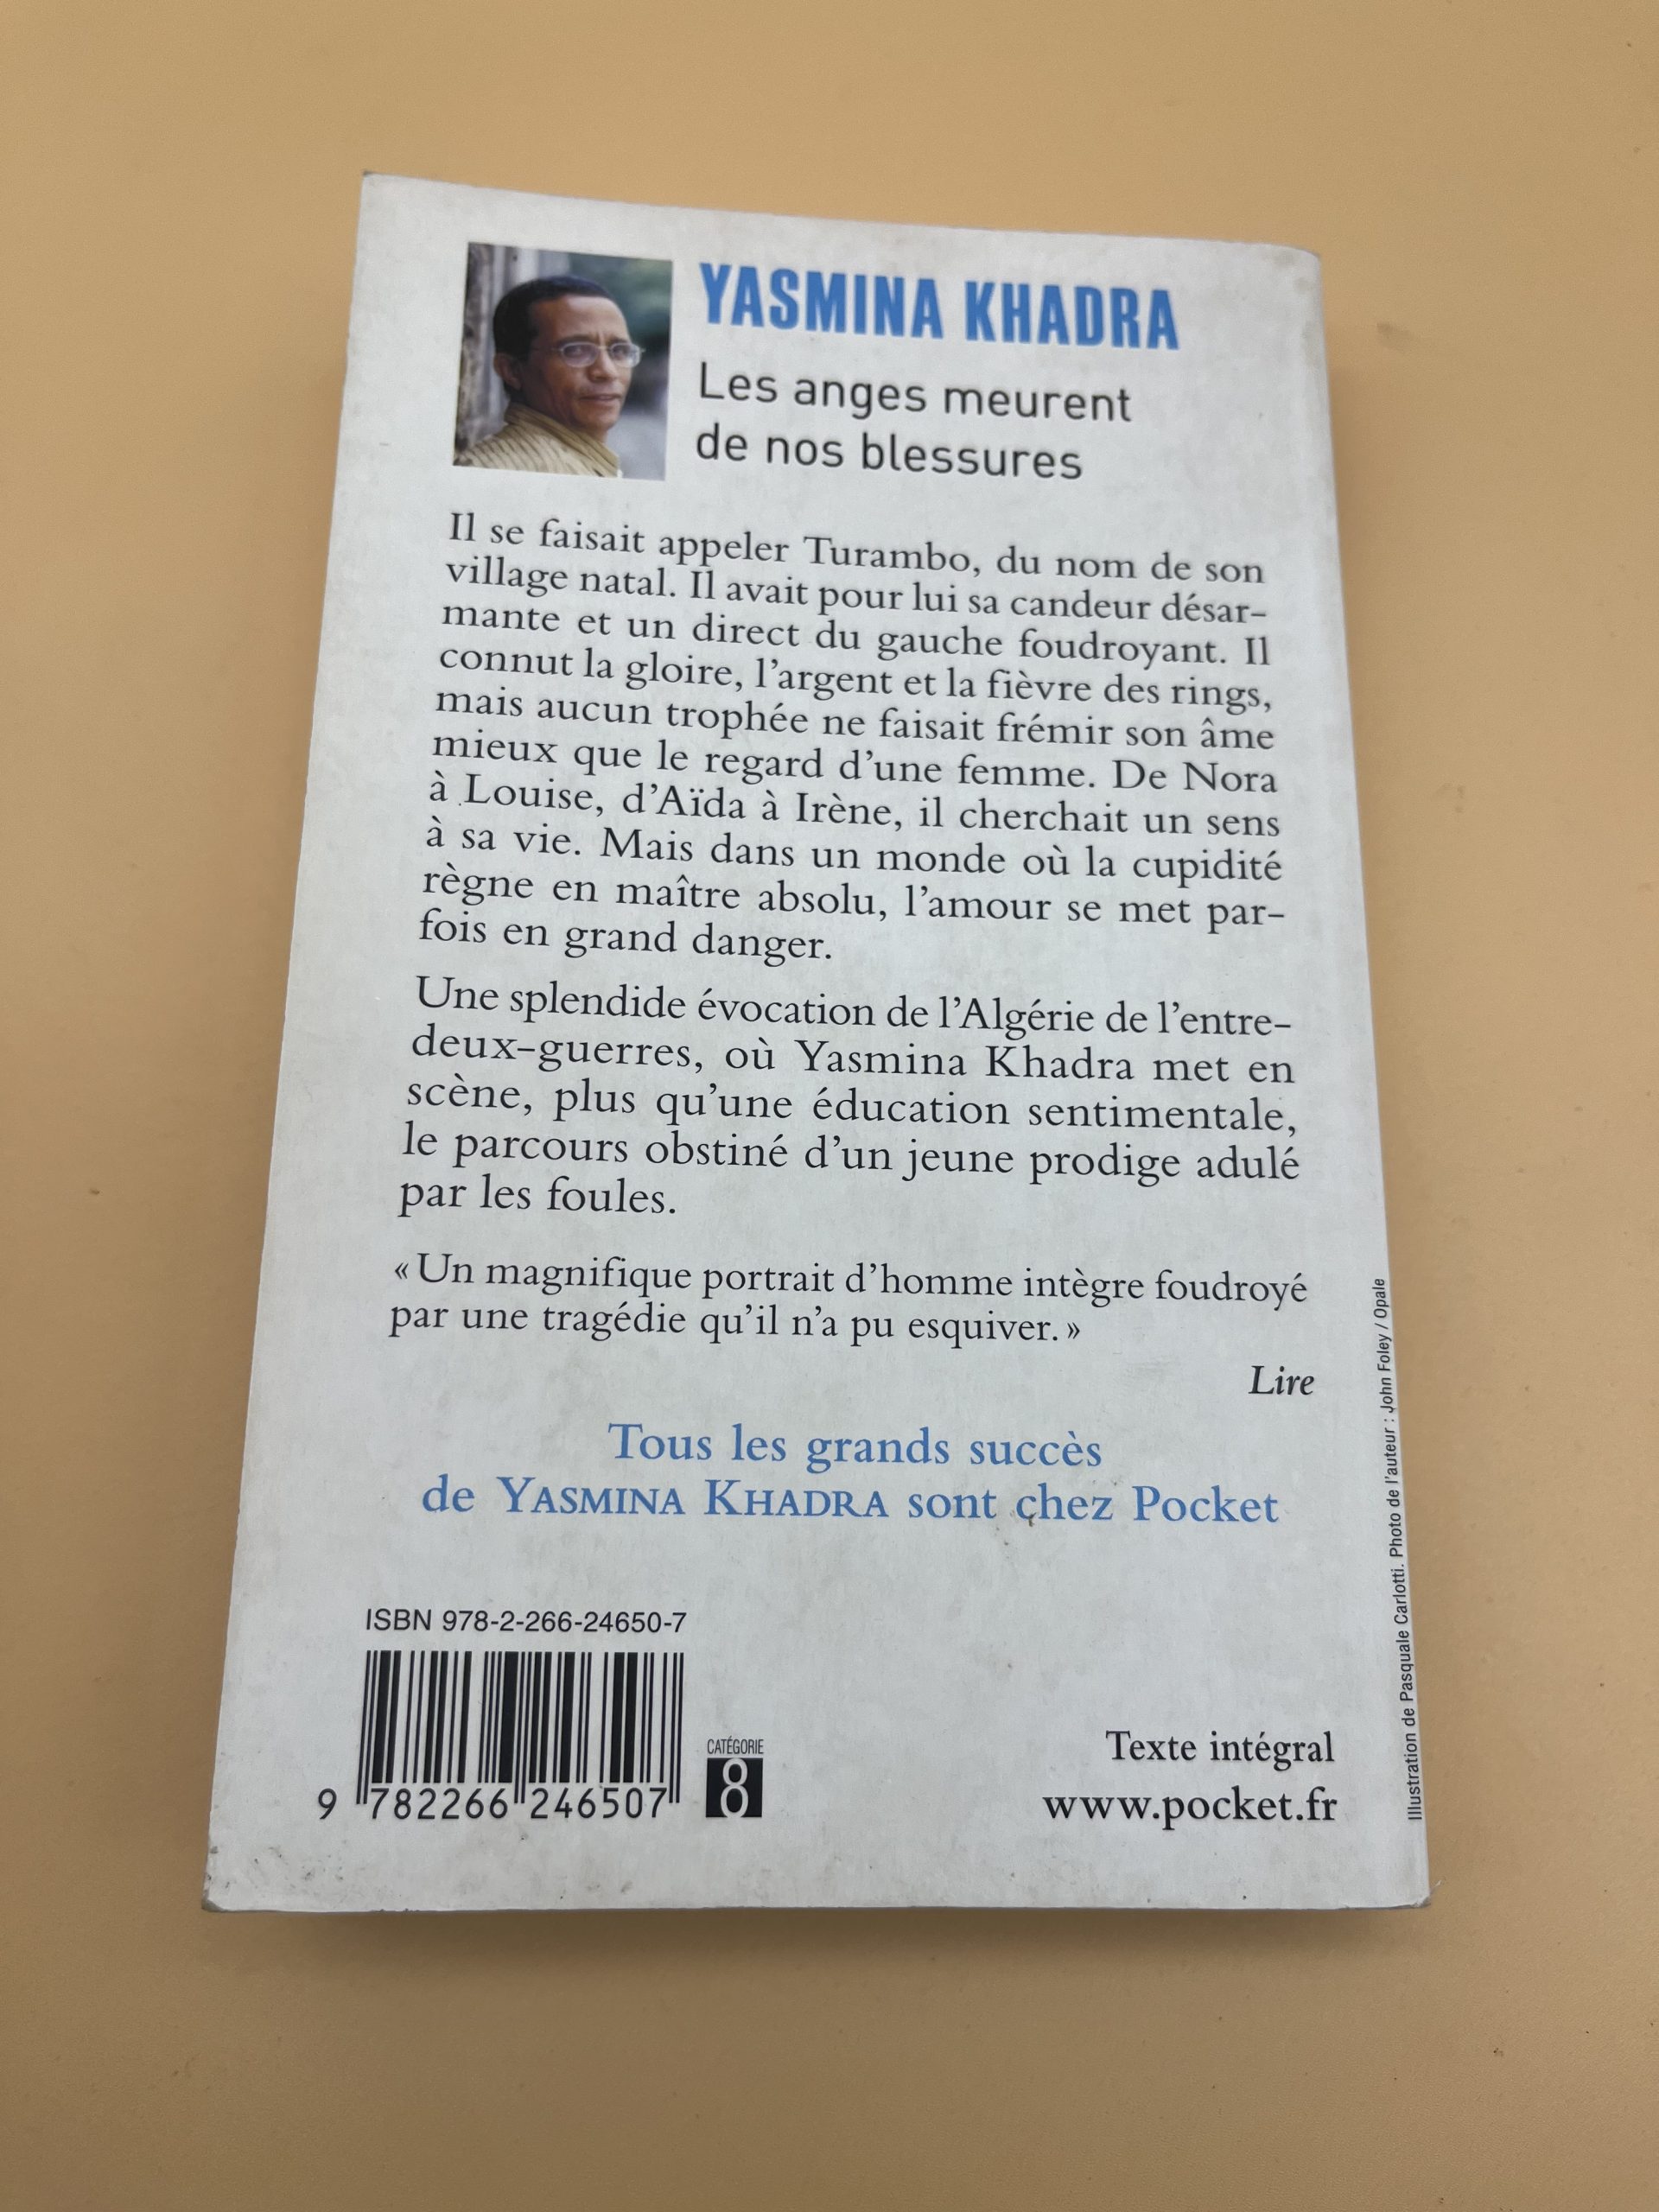 YASMINA KHADRA
Les anges meurent
de nos blessures
Il se faisait appeler Turambo, du nom de son
village natal. Il avait pour lui sa candeur désar-
mante et un direct du gauche foudroyant. Il
connut la gloire, l'argent et la fièvre des rings,
mais aucun trophée ne faisait frémir son âme
mieux que le regard d'une femme. De Nora
à Louise, d'Aïda à Irène, il cherchait un sens
à sa vie. Mais dans un monde où la cupidité
règne en maître absolu, l'amour se met par-
fois en grand danger.
Une splendide évocation de l'Algérie de l'entre-
deux-guerres, où Yasmina Khadra met en
scène, plus qu'une éducation sentimentale,
le parcours obstiné d'un jeune prodige adulé
par les foules.
« Un magnifique portrait d'homme intègre foudroyé
par une tragédie qu'il n'a pu esquiver. »
Lire
Tous les grands succès
de YASMINA KHADRA sont chez Pocket
ISBN 978-2-266-24650-7
9 782266 246507
CATÉGORIE
8
Texte intégral
www.pocket.fr
Illustration de Pasquale Carlotti. Photo de l'auteur : John Foley / Opale